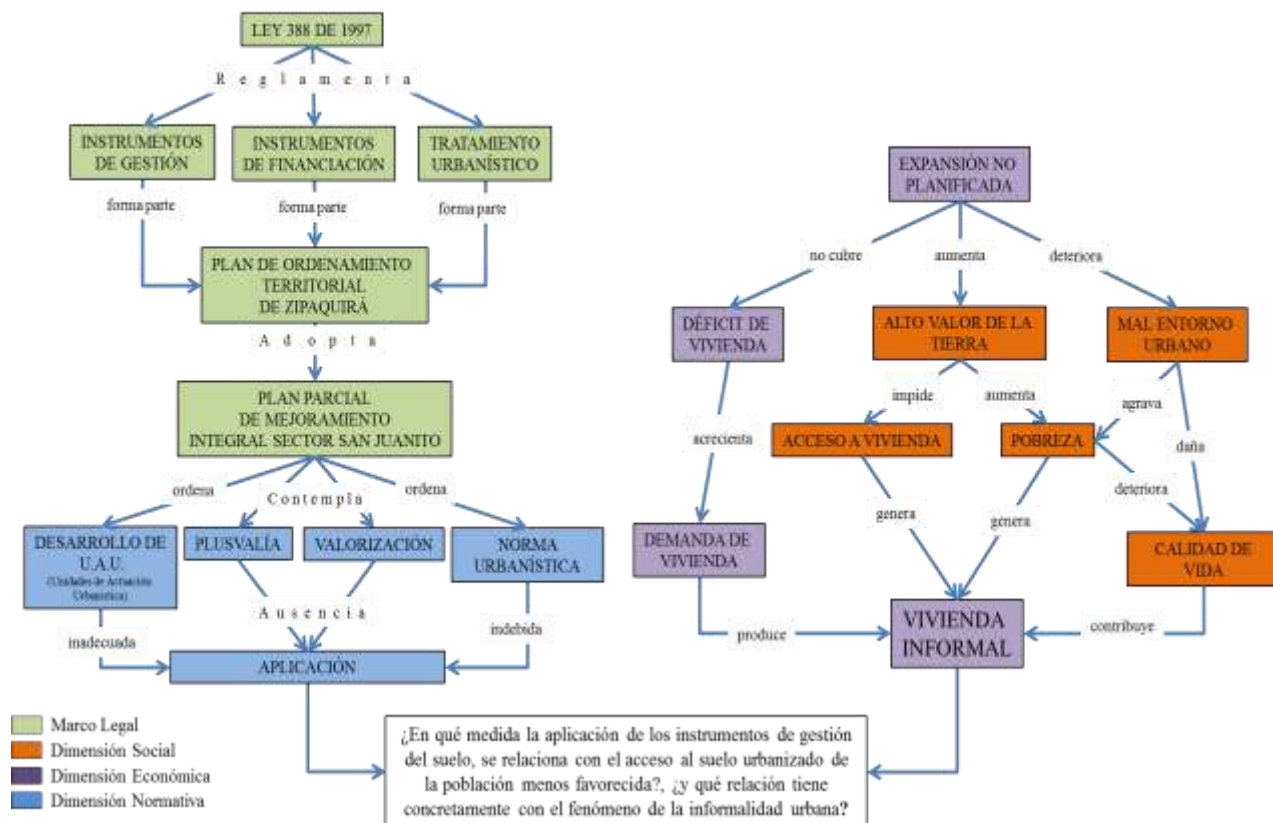 LEY 388 DE 1997
Reglamenta
INSTRUMENTOS
DE GESTIÓN
INSTRUMENTOS
DE FINANCIACIÓN
TRATAMIENTO
URBANÍSTICO
forma parte
forma parte
forma parte
PLAN DE ORDENAMIENTO
TERRITORIAL
DE ZIPAQUIRÁ
Adopta
PLAN PARCIAL
DE MEJORAMIENTO
INTEGRAL SECTOR SAN JUANITO
ordena
Contempla
ordena
DESARROLLO DE
U.A.U.
(Unidades de Actuación
Urbanística)
PLUSVALÍA
VALORIZACIÓN
NORMA
URBANÍSTICA
Ausencia
inadecuada
indebida
APLICACIÓN
EXPANSIÓN NO
PLANIFICADA
no cubre
aumenta
deteriora
DÉFICIT DE
VIVIENDA
ALTO VALOR DE LA
TIERRA
MAL ENTORNO
URBANO
impide
aumenta
agrava
acrecienta
ACCESO A VIVIENDA
POBREZA
daña
deteriora
genera
genera
DEMANDA DE
VIVIENDA
CALIDAD DE
VIDA
VIVIENDA
INFORMAL
produce
contribuye
Marco Legal
Dimensión Social
Dimensión Económica
Dimensión Normativa
¿En qué medida la aplicación de los instrumentos de gestión
del suelo, se relaciona con el acceso al suelo urbanizado de
la población menos favorecida?, ¿y qué relación tiene
concretamente con el fenómeno de la informalidad urbana?